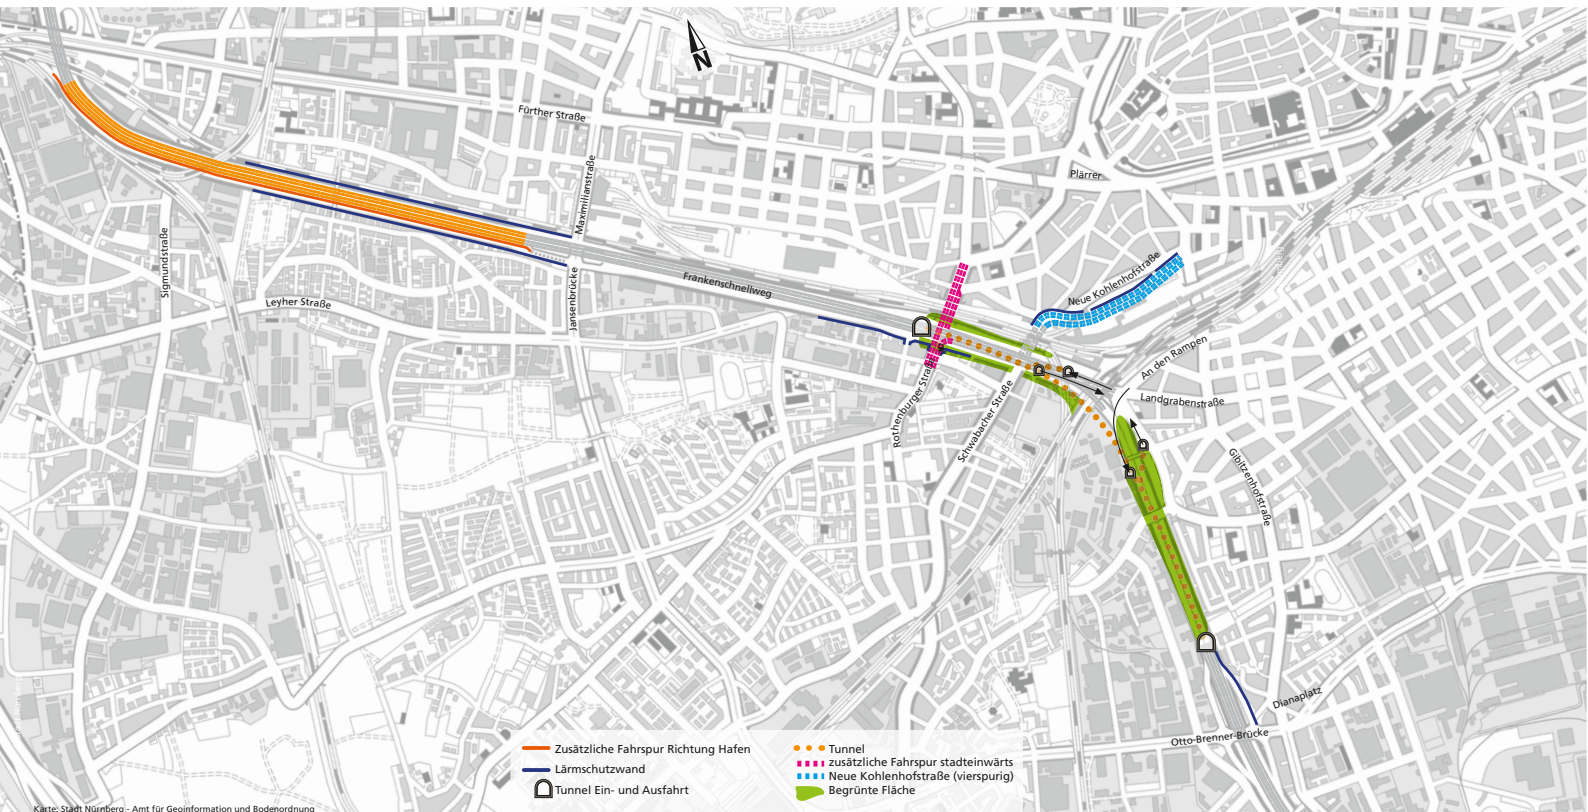 N
Fürther Straße
Maximilianstraße
Plärrer
Sigmundstraße
Leyher Straße
Jansenbrücke
Frankenschnellweg
Neue Kohlenhofstraße
An den Rampen
Landgrabenstraße
Rothenburger Straße
Schwabacher Straße
Gibitzenhofstraße
Dianaplatz
Otto-Brenner-Brücke
Zusätzliche Fahrspur Richtung Hafen
Lärmschutzwand
Tunnel Ein- und Ausfahrt
Tunnel
zusätzliche Fahrspur stadteinwärts
Neue Kohlenhofstraße (vierspurig)
Begrünte Fläche
Karte: Stadt Nürnberg - Amt für Geoinformation und Bodenordnung